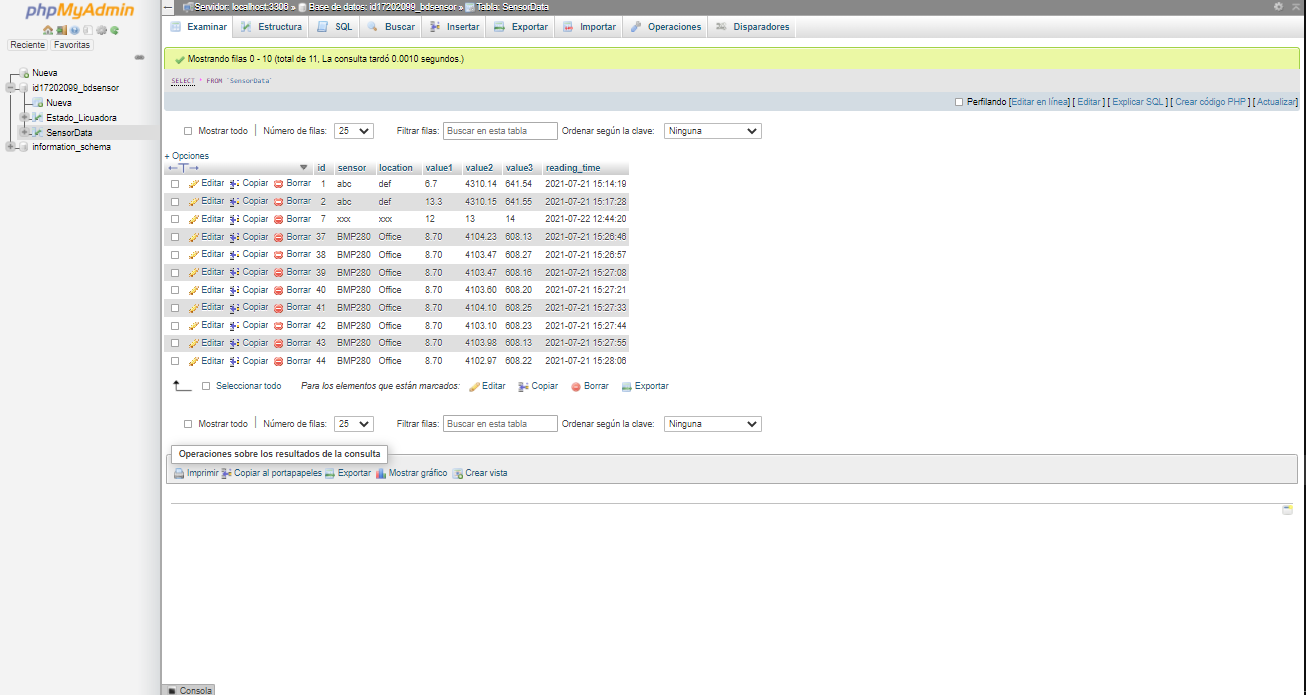 phpMyAdmin
Reciente Favoritas
Nueva
id17202099_bdsensor
Nueva
Estado_Licuadora
SensorData
information_schema
Servidor: localhost:3306 » Base de datos: id17202099_bdsensor » Tabla: SensorData
Examinar Estructura SQL Buscar Insertar Exportar Importar Operaciones Disparadores
Mostrando filas 0 - 10 (total de 11, La consulta tardó 0.0010 segundos.)
SELECT * FROM `SensorData`
Perfilando [Editar en línea] [ Editar ] [ Explicar SQL ] [ Crear código PHP ] [ Actualizar]
Mostrar todo | Número de filas: 25 Filtrar filas: Buscar en esta tabla Ordenar según la clave: Ninguna
+ Opciones
←T→ id sensor location value1 value2 value3 reading_time
Editar Copiar Borrar 1 abc def 6.7 4310.14 641.54 2021-07-21 15:14:19
Editar Copiar Borrar 2 abc def 13.3 4310.15 641.55 2021-07-21 15:17:28
Editar Copiar Borrar 7 xxx xxx 12 13 14 2021-07-22 12:44:20
Editar Copiar Borrar 37 BMP280 Office 8.70 4104.23 608.13 2021-07-21 15:26:46
Editar Copiar Borrar 38 BMP280 Office 8.70 4103.47 608.27 2021-07-21 15:26:57
Editar Copiar Borrar 39 BMP280 Office 8.70 4103.47 608.16 2021-07-21 15:27:08
Editar Copiar Borrar 40 BMP280 Office 8.70 4103.60 608.20 2021-07-21 15:27:21
Editar Copiar Borrar 41 BMP280 Office 8.70 4104.10 608.25 2021-07-21 15:27:33
Editar Copiar Borrar 42 BMP280 Office 8.70 4103.10 608.23 2021-07-21 15:27:44
Editar Copiar Borrar 43 BMP280 Office 8.70 4103.98 608.13 2021-07-21 15:27:55
Editar Copiar Borrar 44 BMP280 Office 8.70 4102.97 608.22 2021-07-21 15:28:06
Seleccionar todo Para los elementos que están marcados: Editar Copiar Borrar Exportar
Mostrar todo | Número de filas: 25 Filtrar filas: Buscar en esta tabla Ordenar según la clave: Ninguna
Operaciones sobre los resultados de la consulta
Imprimir Copiar al portapapeles Exportar Mostrar gráfico Crear vista
Consola